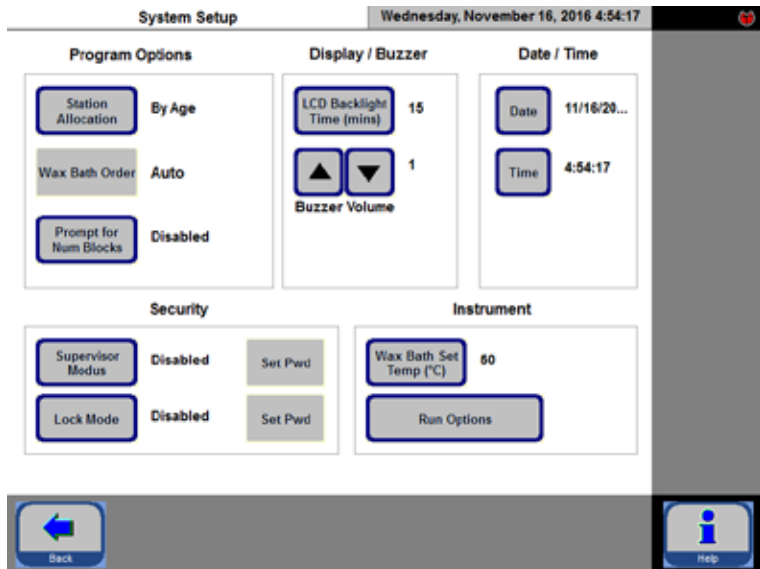 System Setup
Wednesday, November 16, 2016 4:54:17
Program Options
Station
Allocation
By Age
Wax Bath Order
Auto
Prompt for
Num Blocks
Disabled
Display / Buzzer
LCD Backlight
Time (mins)
15
1
Buzzer Volume
Date / Time
Date
11/16/20...
Time
4:54:17
Security
Supervisor
Modus
Disabled
Set Pwd
Lock Mode
Disabled
Set Pwd
Instrument
Wax Bath Set
Temp (°C)
60
Run Options
Back
Help